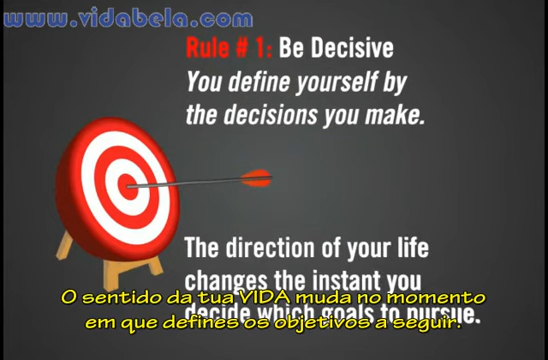 www.vidabela.com
Rule # 1: Be Decisive
You define yourself by
the decisions you make.
The direction of your life
changes the instant you
decide which goals to pursue.
O sentido da tua VIDA muda no momento
em que defines os objetivos a seguir.